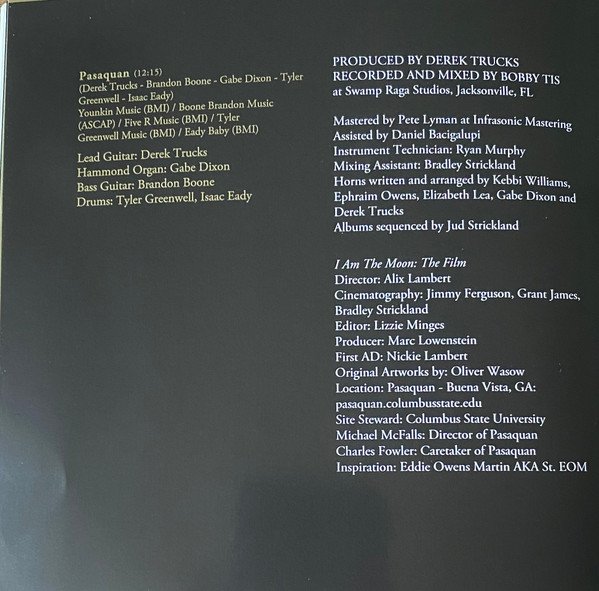 Pasaquan (12:15)
(Derek Trucks - Brandon Boone - Gabe Dixon - Tyler
Greenwell - Isaac Eady)
Younkin Music (BMI) / Boone Brandon Music
(ASCAP) / Five R Music (BMI) / Tyler
Greenwell Music (BMI) / Eady Baby (BMI)
Lead Guitar: Derek Trucks
Hammond Organ: Gabe Dixon
Bass Guitar: Brandon Boone
Drums: Tyler Greenwell, Isaac Eady
PRODUCED BY DEREK TRUCKS
RECORDED AND MIXED BY BOBBY TIS
at Swamp Raga Studios, Jacksonville, FL
Mastered by Pete Lyman at Infrasonic Mastering
Assisted by Daniel Bacigalupi
Instrument Technician: Ryan Murphy
Mixing Assistant: Bradley Strickland
Horns written and arranged by Kebbi Williams,
Ephraim Owens, Elizabeth Lea, Gabe Dixon and
Derek Trucks
Albums sequenced by Jud Strickland
I Am The Moon: The Film
Director: Alix Lambert
Cinematography: Jimmy Ferguson, Grant James,
Bradley Strickland
Editor: Lizzie Minges
Producer: Marc Lowenstein
First AD: Nickie Lambert
Original Artworks by: Oliver Wasow
Location: Pasaquan - Buena Vista, GA:
pasaquan.columbusstate.edu
Site Steward: Columbus State University
Michael McFalls: Director of Pasaquan
Charles Fowler: Caretaker of Pasaquan
Inspiration: Eddie Owens Martin AKA St. EOM